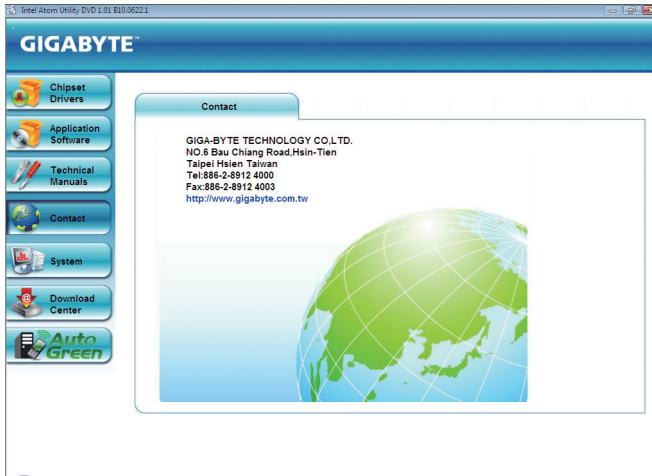 Intel Atom Utility DVD 1.01 B10.0622.1
GIGABYTE™
Chipset
Drivers
Application
Software
Technical
Manuals
Contact
System
Download
Center
Auto
Green
Contact
GIGA-BYTE TECHNOLOGY CO,LTD.
NO.6 Bau Chiang Road,Hsin-Tien
Taipei Hsien Taiwan
Tel:886-2-8912 4000
Fax:886-2-8912 4003
http://www.gigabyte.com.tw